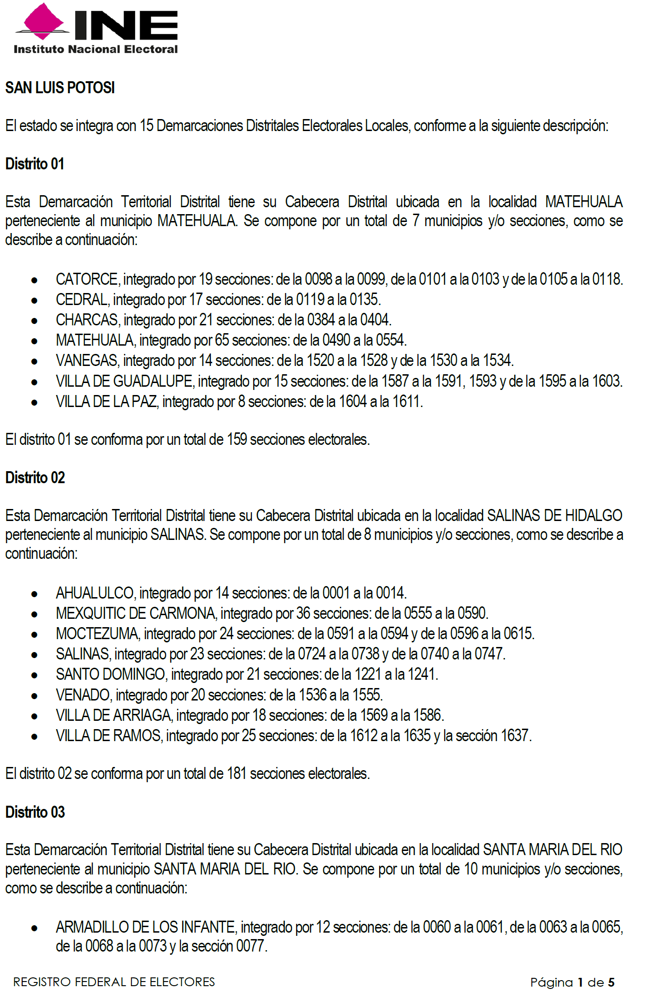 INE
Instituto Nacional Electoral
SAN LUIS POTOSI
El estado se integra con 15 Demarcaciones Distritales Electorales Locales, conforme a la siguiente descripción:
Distrito 01
Esta Demarcación Territorial Distrital tiene su Cabecera Distrital ubicada en la localidad MATEHUALA
perteneciente al municipio MATEHUALA. Se compone por un total de 7 municipios y/o secciones, como se
describe a continuación:
• CATORCE, integrado por 19 secciones: de la 0098 a la 0099, de la 0101 a la 0103 y de la 0105 a la 0118.
• CEDRAL, integrado por 17 secciones: de la 0119 a la 0135.
• CHARCAS, integrado por 21 secciones: de la 0384 a la 0404.
• MATEHUALA, integrado por 65 secciones: de la 0490 a la 0554.
• VANEGAS, integrado por 14 secciones: de la 1520 a la 1528 y de la 1530 a la 1534.
• VILLA DE GUADALUPE, integrado por 15 secciones: de la 1587 a la 1591, 1593 y de la 1595 a la 1603.
• VILLA DE LA PAZ, integrado por 8 secciones: de la 1604 a la 1611.
El distrito 01 se conforma por un total de 159 secciones electorales.
Distrito 02
Esta Demarcación Territorial Distrital tiene su Cabecera Distrital ubicada en la localidad SALINAS DE HIDALGO
perteneciente al municipio SALINAS. Se compone por un total de 8 municipios y/o secciones, como se describe a
continuación:
• AHUALULCO, integrado por 14 secciones: de la 0001 a la 0014.
• MEXQUITIC DE CARMONA, integrado por 36 secciones: de la 0555 a la 0590.
• MOCTEZUMA, integrado por 24 secciones: de la 0591 a la 0594 y de la 0596 a la 0615.
• SALINAS, integrado por 23 secciones: de la 0724 a la 0738 y de la 0740 a la 0747.
• SANTO DOMINGO, integrado por 21 secciones: de la 1221 a la 1241.
• VENADO, integrado por 20 secciones: de la 1536 a la 1555.
• VILLA DE ARRIAGA, integrado por 18 secciones: de la 1569 a la 1586.
• VILLA DE RAMOS, integrado por 25 secciones: de la 1612 a la 1635 y la sección 1637.
El distrito 02 se conforma por un total de 181 secciones electorales.
Distrito 03
Esta Demarcación Territorial Distrital tiene su Cabecera Distrital ubicada en la localidad SANTA MARIA DEL RIO
perteneciente al municipio SANTA MARIA DEL RIO. Se compone por un total de 10 municipios y/o secciones,
como se describe a continuación:
• ARMADILLO DE LOS INFANTE, integrado por 12 secciones: de la 0060 a la 0061, de la 0063 a la 0065,
de la 0068 a la 0073 y la sección 0077.
REGISTRO FEDERAL DE ELECTORES Página 1 de 5